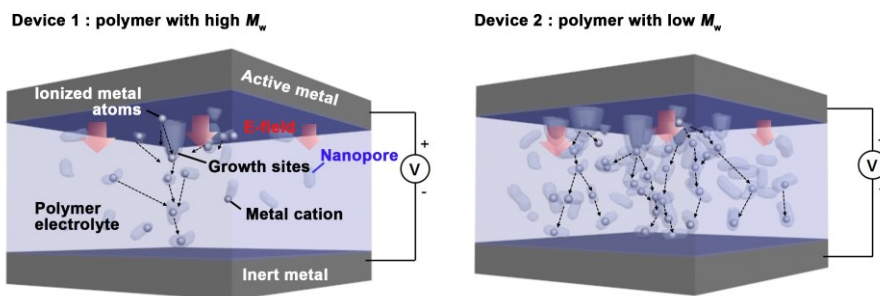 Device 1 : polymer with high Mw
Device 2 : polymer with low Mw
Active metal
Ionized metal
atoms
E-field
Growth sites
Nanopore
Polymer
electrolyte
Metal cation
Inert metal
+
V
-
+
V
-